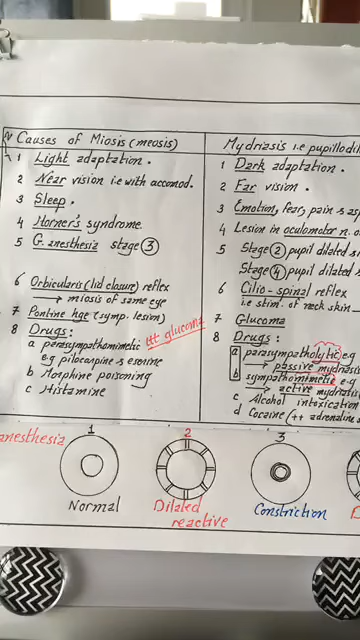 Causes of Miosis (meosis)
1 Light adaptation.
2 Near vision i.e with accomod.
3 Sleep.
4 Horner's syndrome.
5 G. anesthesia stage 3
6 Orbicularis (lid closure) reflex
→ miosis of same eye
7 Pontine Hge (symp. lesion)
8 Drugs: ttt glucoma
a parasympathomimetic
eg pilocarpine & eserine
b Morphine poisoning
c Histamine
Mydriasis i.e pupillodil
1 Dark adaptation.
2 Far vision.
3 Emotion, fear, pain & as
4 Lesion in oculomotor n. o
5 Stage 2 pupil dilated s
Stage 4 pupil dilated
6 Cilio-spinal reflex
i.e stim. of neck skin
7 Glucoma
8 Drugs:
a parasympatholytic e.g
→ passive mydrias
b sympathomimetic e.g
→ active mydrias
c Alcohol intoxication
d Cocaine (++ adrenaline
anesthesia
1
2
3
Normal
Dilated
reactive
Constriction